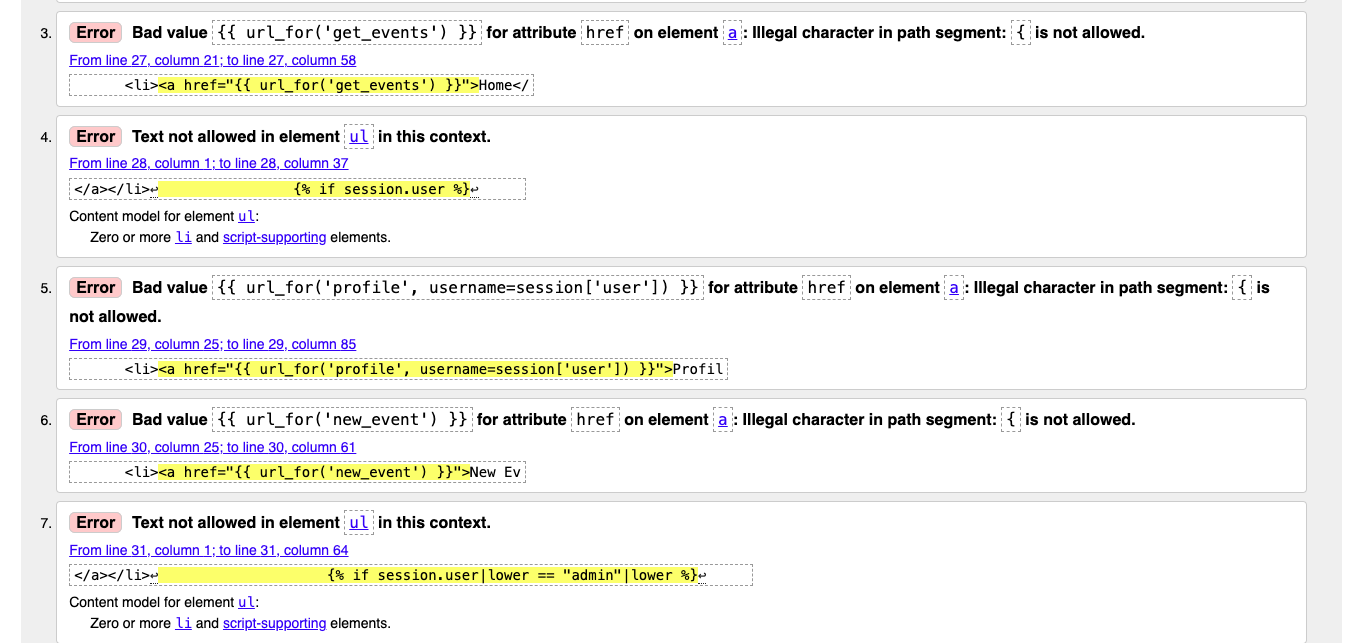 3. Error Bad value {{ url_for('get_events') }} for attribute href on element a: Illegal character in path segment: { is not allowed.
From line 27, column 21; to line 27, column 58
<li><a href="{{ url_for('get_events') }}">Home</
4. Error Text not allowed in element ul in this context.
From line 28, column 1; to line 28, column 37
</a></li>↩ {% if session.user %}↩
Content model for element ul:
Zero or more li and script-supporting elements.
5. Error Bad value {{ url_for('profile', username=session['user']) }} for attribute href on element a: Illegal character in path segment: { is
not allowed.
From line 29, column 25; to line 29, column 85
<li><a href="{{ url_for('profile', username=session['user']) }}">Profil
6. Error Bad value {{ url_for('new_event') }} for attribute href on element a: Illegal character in path segment: { is not allowed.
From line 30, column 25; to line 30, column 61
<li><a href="{{ url_for('new_event') }}">New Ev
7. Error Text not allowed in element ul in this context.
From line 31, column 1; to line 31, column 64
</a></li>↩ {% if session.user|lower == "admin"|lower %}↩
Content model for element ul:
Zero or more li and script-supporting elements.